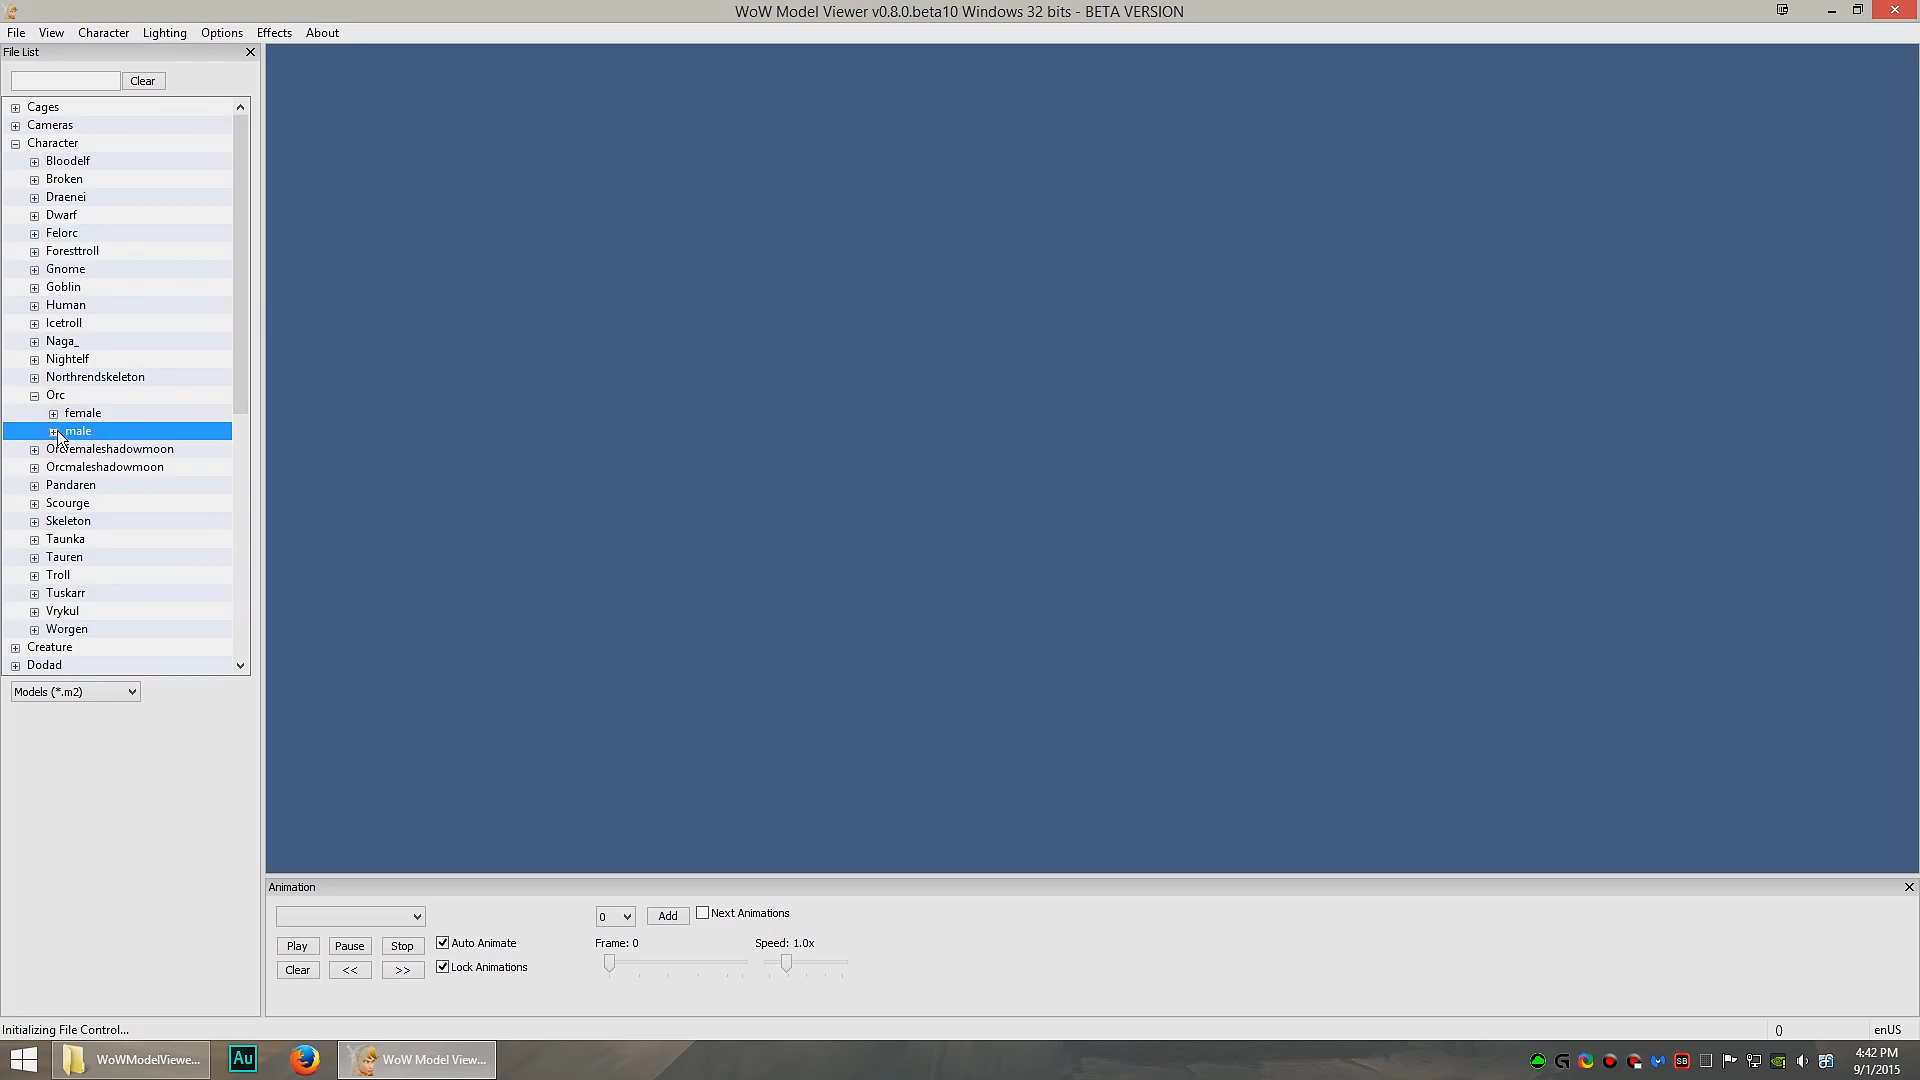 WoW Model Viewer v0.8.0.beta10 Windows 32 bits - BETA VERSION
File View Character Lighting Options Effects About
File List
Clear
Cages
Cameras
Character
Bloodelf
Broken
Draenei
Dwarf
Felorc
Foresttroll
Gnome
Goblin
Human
Icetroll
Naga_
Nightelf
Northrendskeleton
Orc
female
male
Orcfemaleshadowmoon
Orcmaleshadowmoon
Pandaren
Scourge
Skeleton
Taunka
Tauren
Troll
Tuskarr
Vrykul
Worgen
Creature
Dodad
Models (*.m2)
Animation
0 Add Next Animations
Play Pause Stop Auto Animate Frame: 0 Speed: 1.0x
Clear << >> Lock Animations
Initializing File Control... () enUS
WoWModelViewe... Au WoW Model View... SB 4:42 PM
9/1/2015